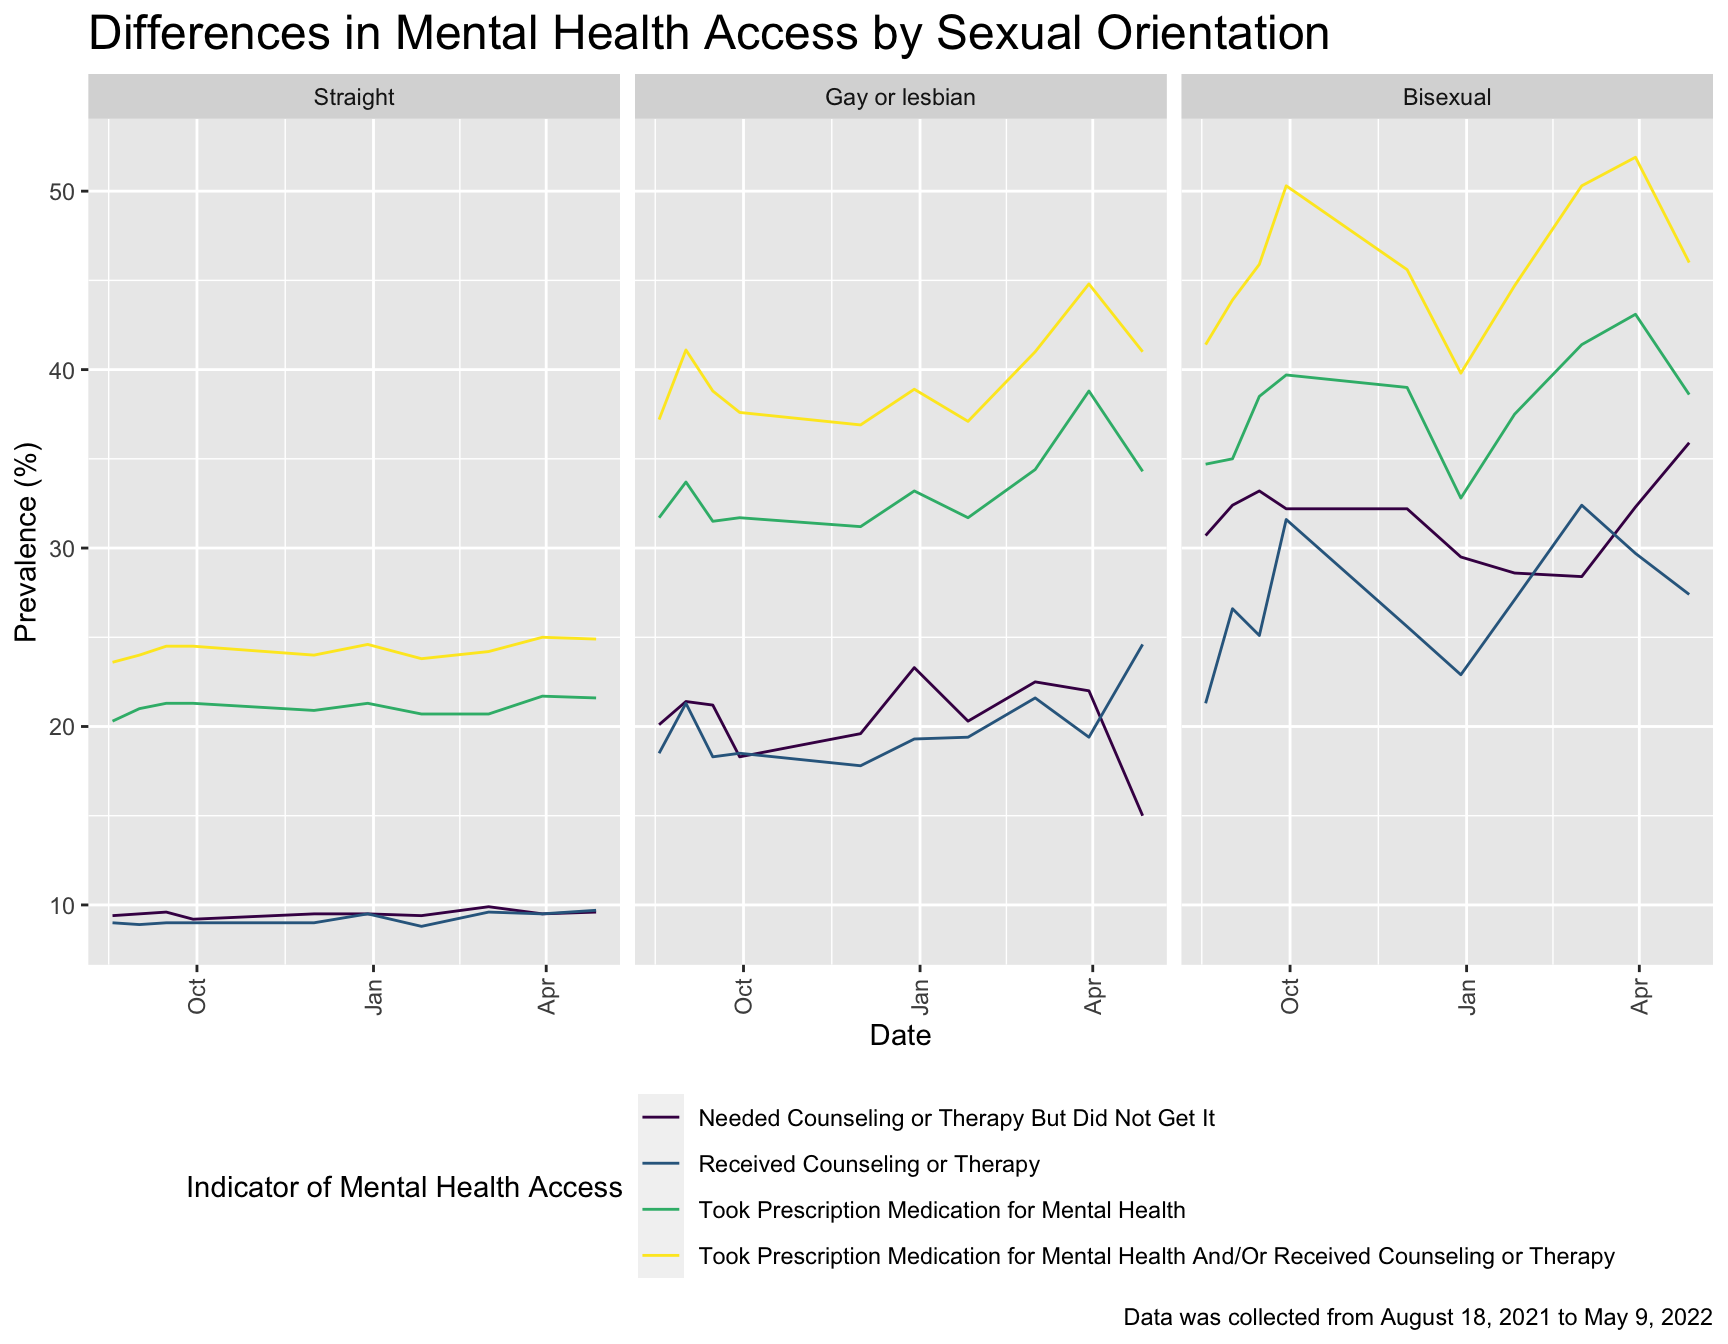 Differences in Mental Health Access by Sexual Orientation
Straight
Gay or lesbian
Bisexual
Prevalence (%)
50
40
30
20
10
Oct
Jan
Apr
Oct
Jan
Apr
Oct
Jan
Apr
Date
Indicator of Mental Health Access
Needed Counseling or Therapy But Did Not Get It
Received Counseling or Therapy
Took Prescription Medication for Mental Health
Took Prescription Medication for Mental Health And/Or Received Counseling or Therapy
Data was collected from August 18, 2021 to May 9, 2022